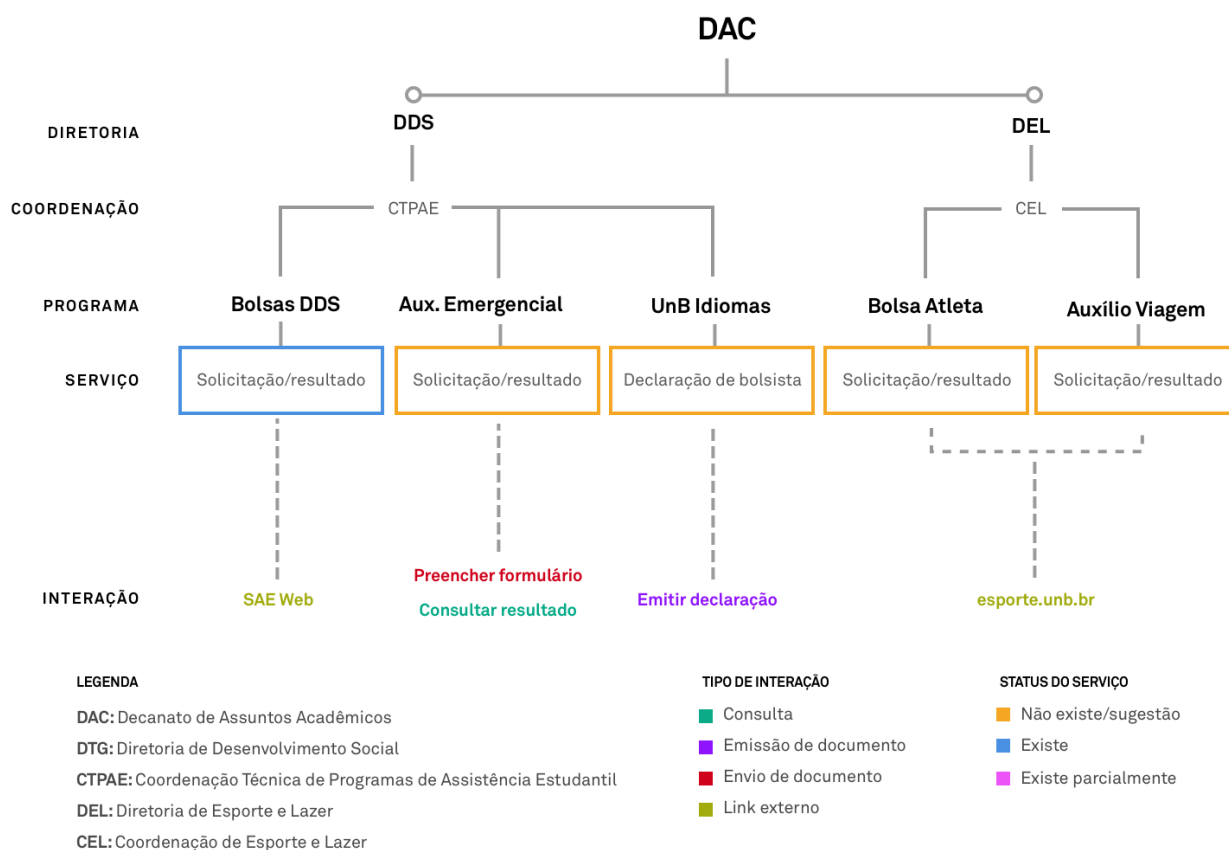 DAC
DIRETORIA DDS DEL
COORDENAÇÃO CTPAE CEL
PROGRAMA Bolsas DDS Aux. Emergencial UnB Idiomas Bolsa Atleta Auxílio Viagem
SERVIÇO Solicitação/resultado Solicitação/resultado Declaração de bolsista Solicitação/resultado Solicitação/resultado
Preencher formulário
INTERAÇÃO SAE Web Emitir declaração esporte.unb.br
Consultar resultado
LEGENDA
DAC: Decanato de Assuntos Acadêmicos
DTG: Diretoria de Desenvolvimento Social
CTPAE: Coordenação Técnica de Programas de Assistência Estudantil
DEL: Diretoria de Esporte e Lazer
CEL: Coordenação de Esporte e Lazer
TIPO DE INTERAÇÃO
Consulta
Emissão de documento
Envio de documento
Link externo
STATUS DO SERVIÇO
Não existe/sugestão
Existe
Existe parcialmente